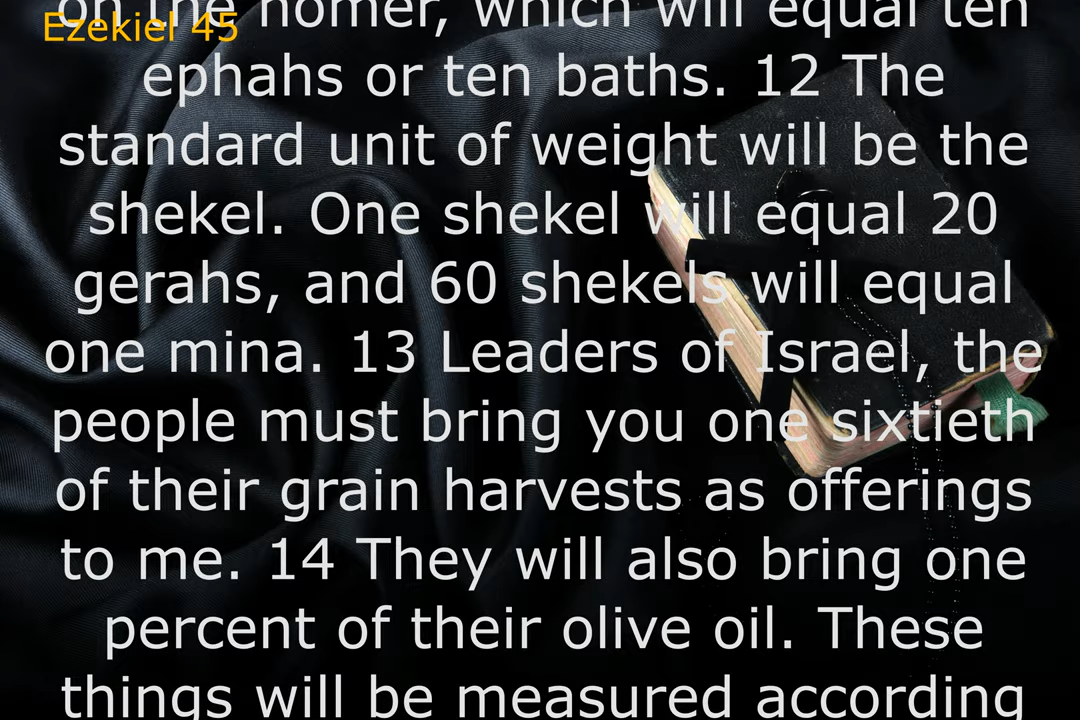 on the homer, which will equal ten
Ezekiel 45
ephahs or ten baths. 12 The
standard unit of weight will be the
shekel. One shekel will equal 20
gerahs, and 60 shekels will equal
one mina. 13 Leaders of Israel, the
people must bring you one sixtieth
of their grain harvests as offerings
to me. 14 They will also bring one
percent of their olive oil. These
things will be measured according